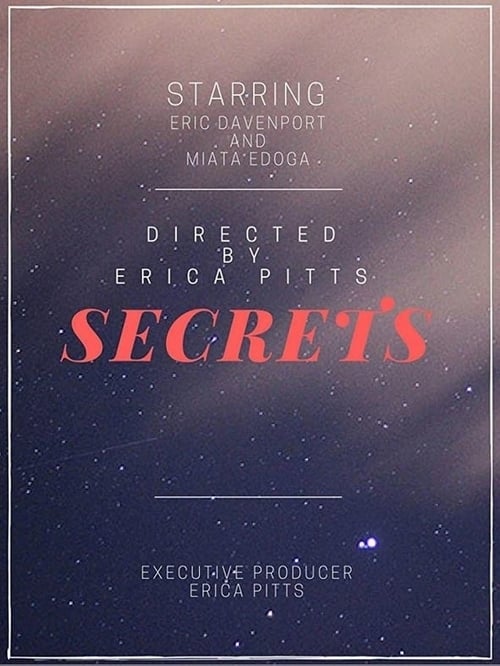 STARRING
ERIC DAVENPORT
AND
MIATA EDOGA
DIRECTED
BY
ERICA PITTS
SECRETS
EXECUTIVE PRODUCER
ERICA PITTS